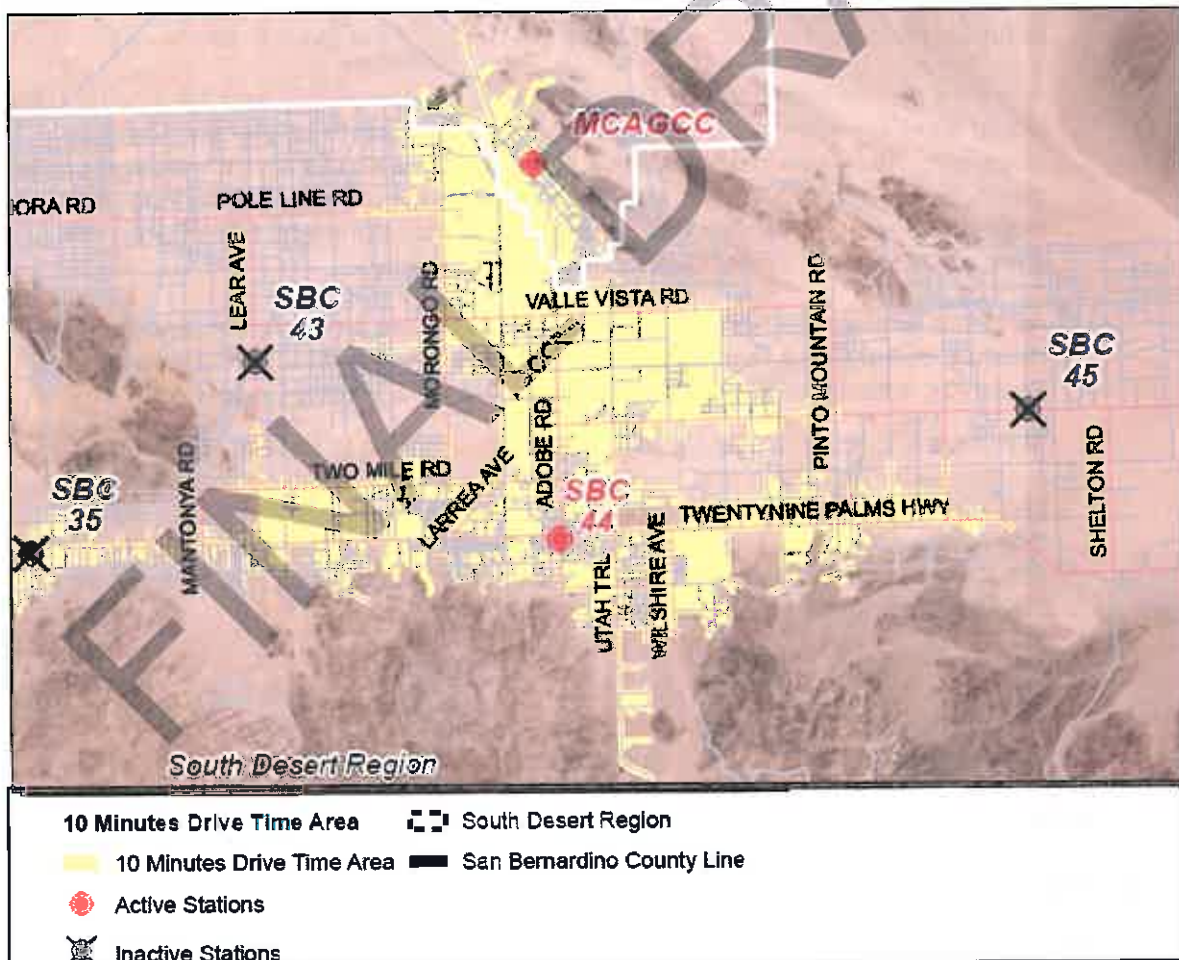 FINAL DRA
MCAGCC
IORA RD
POLE LINE RD
LEAR AVE
SBC
43
MORONGO RD
VALLE VISTA RD
PINTO MOUNTAIN RD
SBC
45
ADOBE RD
TWO MILE RD
LARREA AVE
MANTONYA RD
SBC
35
SBC
44
TWENTYNINE PALMS HWY
SHELTON RD
UTAH TRL
WILSHIRE AVE
South Desert Region
10 Minutes Drive Time Area
South Desert Region
10 Minutes Drive Time Area
San Bernardino County Line
Active Stations
Inactive Stations